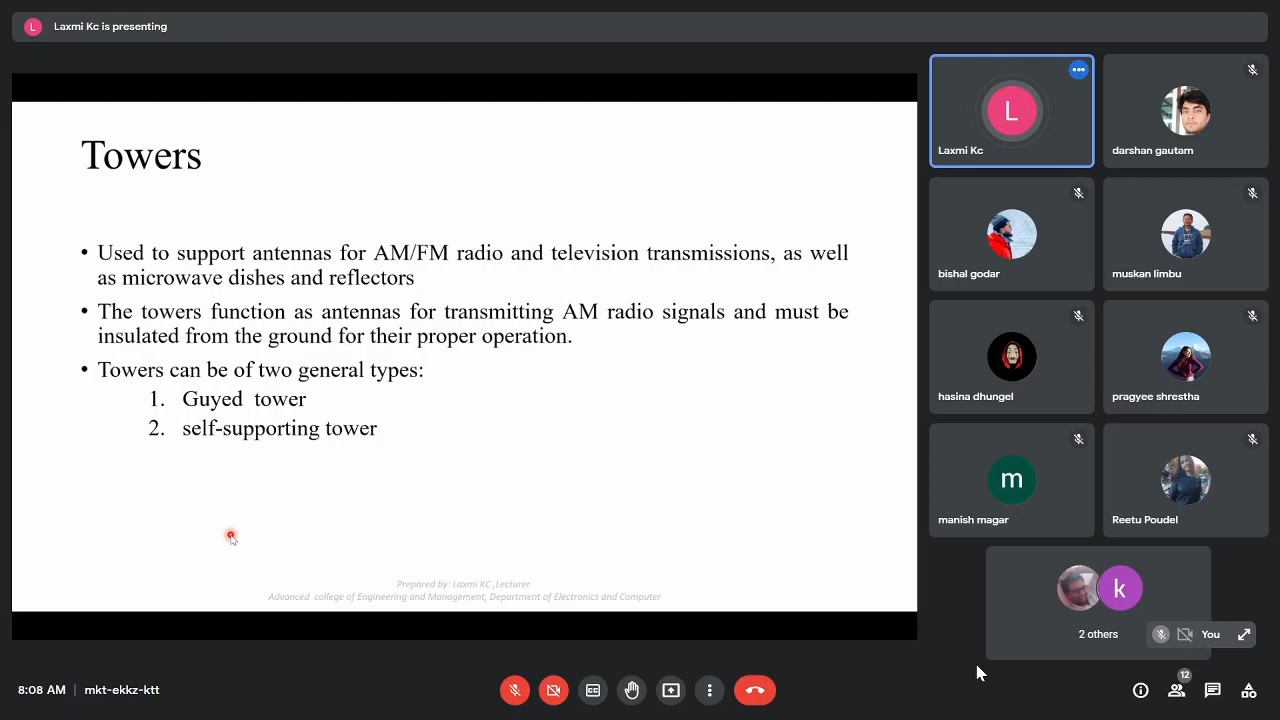 L Laxmi Kc is presenting
Towers
• Used to support antennas for AM/FM radio and television transmissions, as well
as microwave dishes and reflectors
• The towers function as antennas for transmitting AM radio signals and must be
insulated from the ground for their proper operation.
• Towers can be of two general types:
1. Guyed tower
2. self-supporting tower
Prepared by: Laxmi KC ,Lecturer
Advanced college of Engineering and Management, Department of Electronics and Computer
L
Laxmi Kc
darshan gautam
bishal godar
muskan limbu
hasina dhungel
pragyee shrestha
m
manish magar
Reetu Poudel
k
2 others
You
8:08 AM | mkt-ekkz-ktt
CC
12